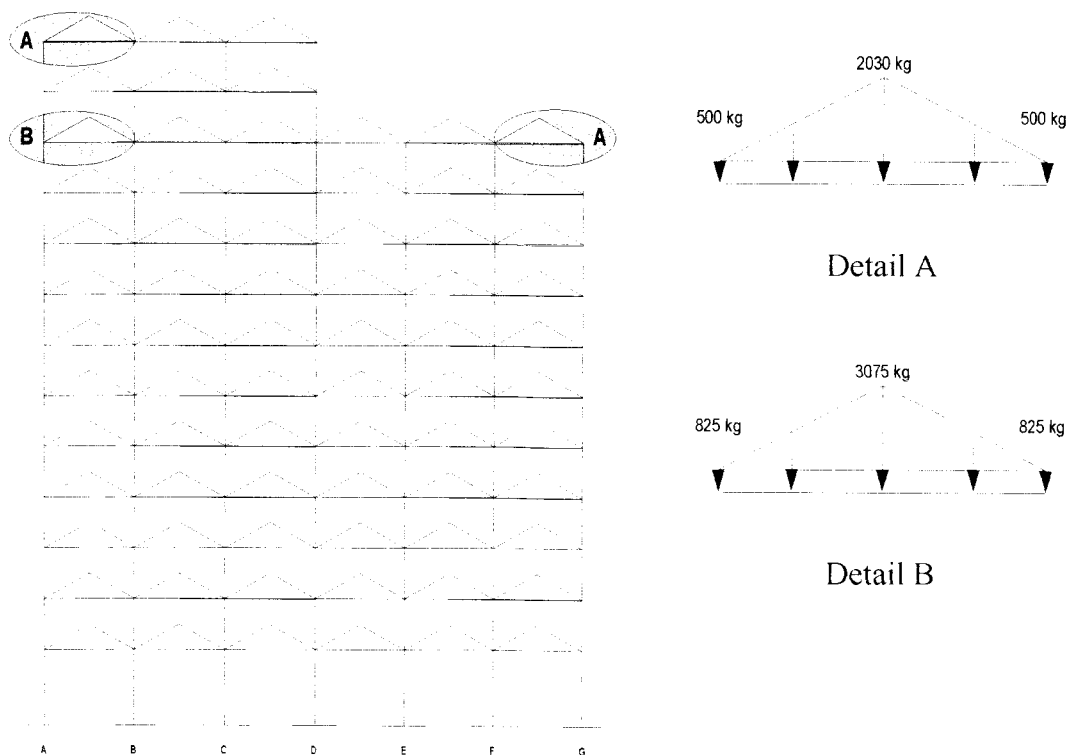 A
B
A
A B C D E F G
2030 kg
500 kg 500 kg
Detail A
3075 kg
825 kg 825 kg
Detail B